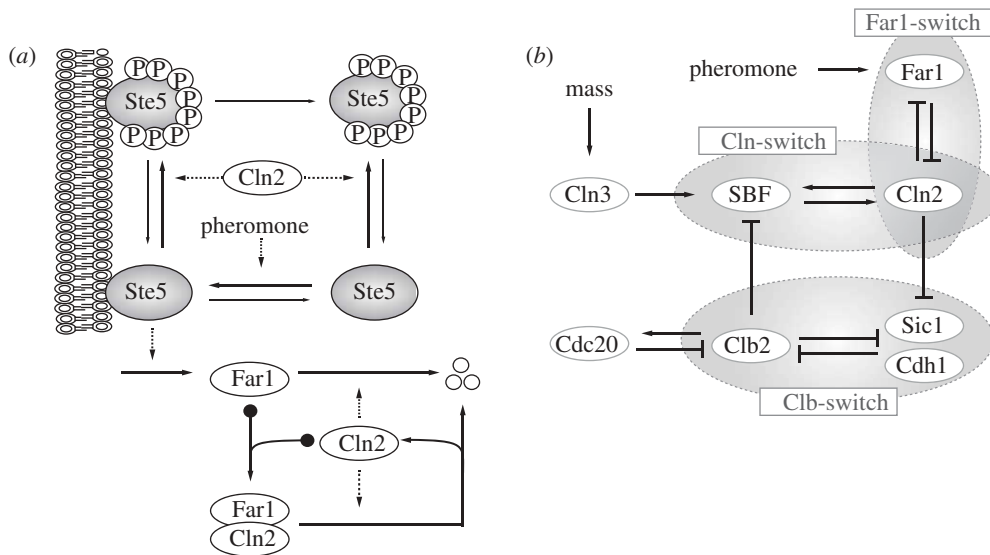 (a)
P P P P P P P P
Ste5
P P P P P P P P
Ste5
Cln2
pheromone
Ste5
Ste5
Far1
Cln2
Far1
Cln2
(b)
Far1-switch
pheromone
Far1
mass
Cln-switch
Cln3
SBF
Cln2
Cdc20
Clb2
Sic1
Cdh1
Clb-switch